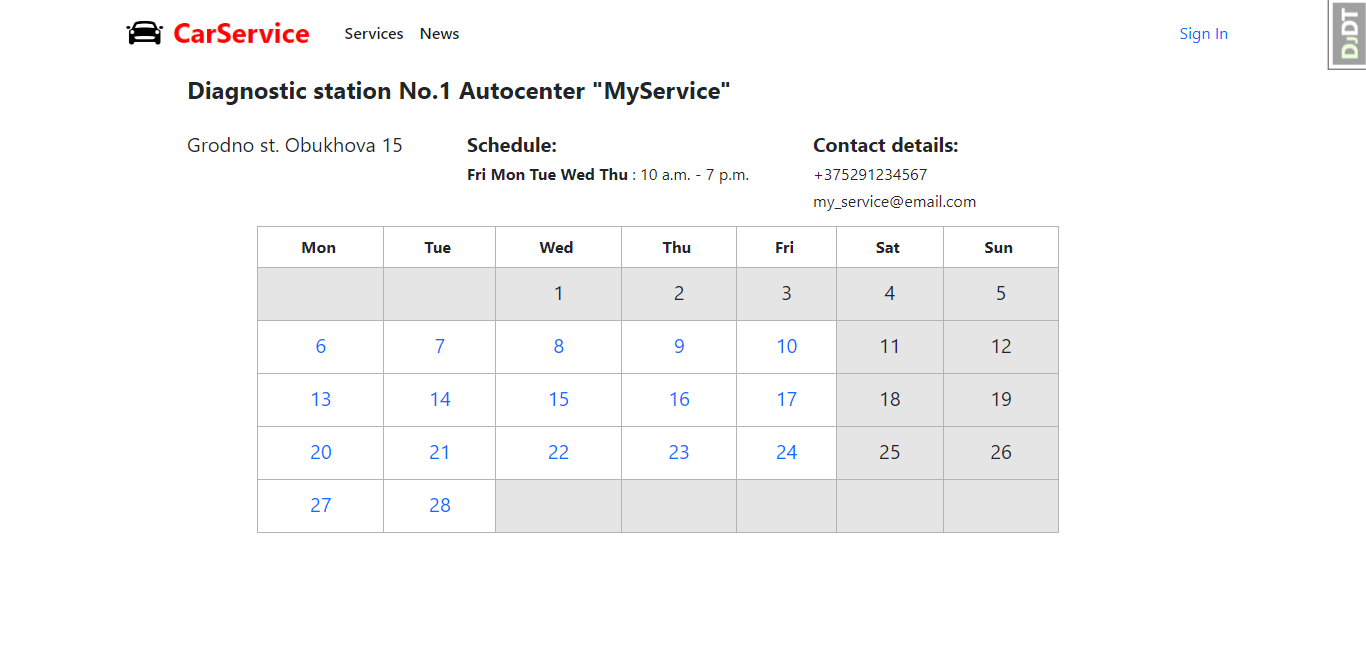 CarService Services News Sign In
DjDT
Diagnostic station No.1 Autocenter "MyService"
Grodno st. Obukhova 15
Schedule:
Fri Mon Tue Wed Thu : 10 a.m. - 7 p.m.
Contact details:
+375291234567
my_service@email.com
Mon Tue Wed Thu Fri Sat Sun
1 2 3 4 5
6 7 8 9 10 11 12
13 14 15 16 17 18 19
20 21 22 23 24 25 26
27 28